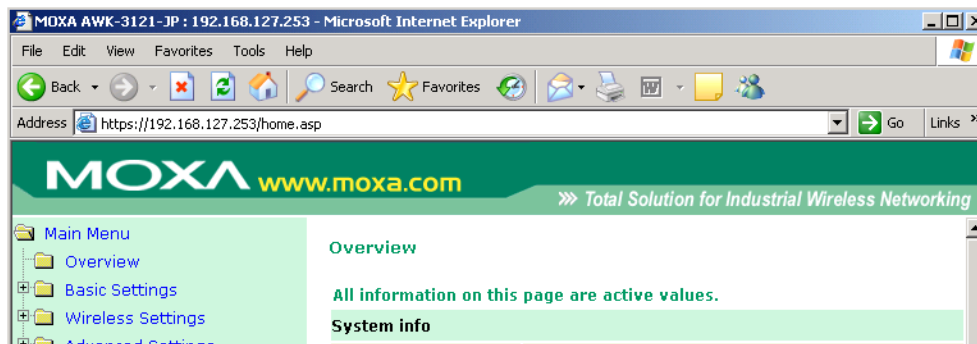 MOXA AWK-3121-JP : 192.168.127.253 - Microsoft Internet Explorer
File Edit View Favorites Tools Help
Back Search Favorites
Address https://192.168.127.253/home.asp Go Links »
MOXA www.moxa.com
»» Total Solution for Industrial Wireless Networking
Main Menu
Overview
Basic Settings
Wireless Settings
Advanced Settings
Overview
All information on this page are active values.
System info